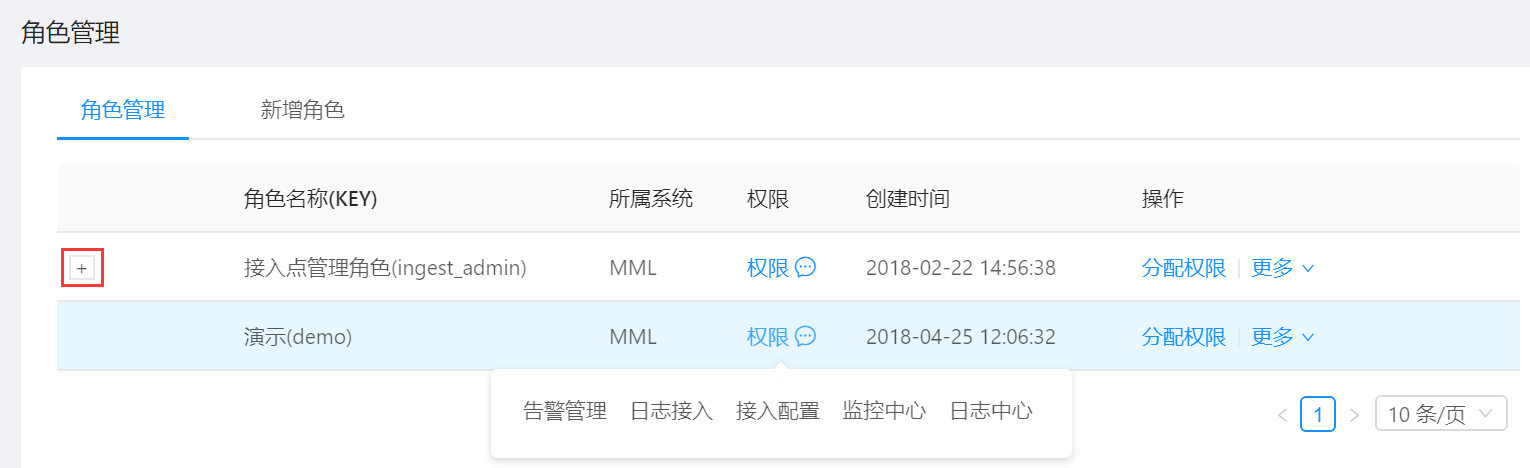 角色管理
角色管理 新增角色
角色名称(KEY) 所属系统 权限 创建时间 操作
+ 接入点管理角色(ingest_admin) MML 权限 2018-02-22 14:56:38 分配权限 更多
演示(demo) MML 权限 2018-04-25 12:06:32 分配权限 更多
告警管理 日志接入 接入配置 监控中心 日志中心
< 1 > 10 条/页